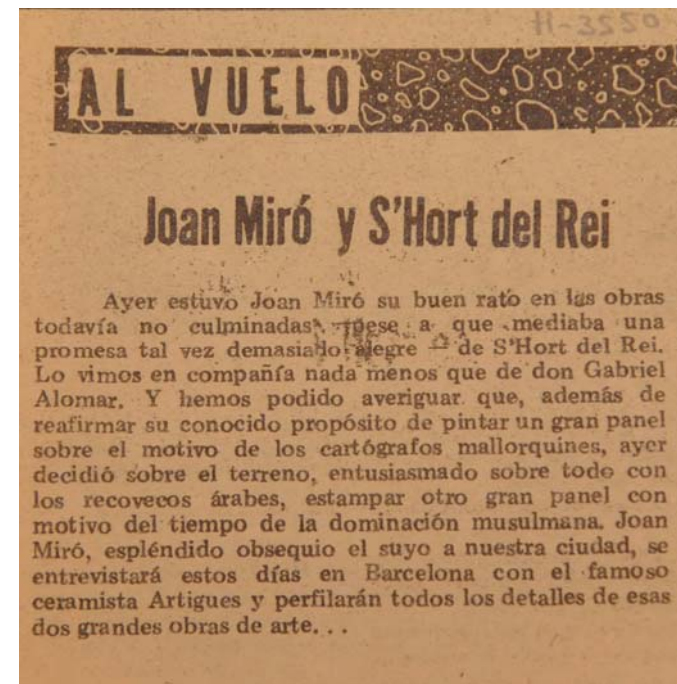 H-3550
AL VUELO
Joan Miró y S'Hort del Rei
Ayer estuvo Joan Miró su buen rato en las obras
todavía no culminadas pese a que mediaba una
promesa tal vez demasiado alegre — de S'Hort del Rei.
Lo vimos en compañía nada menos que de don Gabriel
Alomar. Y hemos podido averiguar que, además de
reafirmar su conocido propósito de pintar un gran panel
sobre el motivo de los cartógrafos mallorquines, ayer
decidió sobre el terreno, entusiasmado sobre todo con
los recovecos árabes, estampar otro gran panel con
motivo del tiempo de la dominación musulmana. Joan
Miró, espléndido obsequio el suyo a nuestra ciudad, se
entrevistará estos días en Barcelona con el famoso
ceramista Artigues y perfilarán todos los detalles de esas
dos grandes obras de arte...